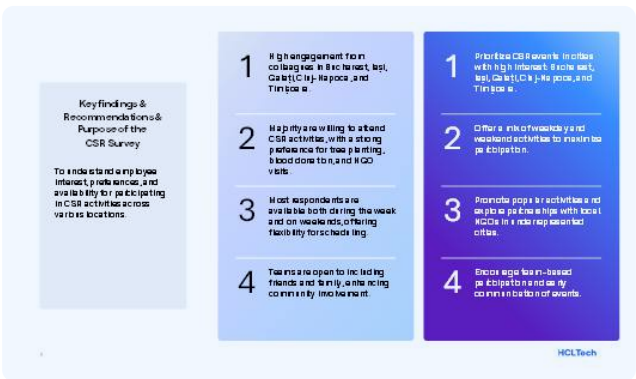 Key findings &
Recommendations &
Purpose of the
CSR Survey
To understand employee
interest, preferences, and
availability for participating
in CSR activities across
various locations.
1
High engagement from
colleagues in Bucharest, Iași,
Galați, Cluj-Napoca, and
Timișoara.
2
Majority are willing to attend
CSR activities, with a strong
preference for tree planting,
blood donation, and NGO
visits.
3
Most respondents are
available both during the week
and on weekends, offering
flexibility for scheduling.
4
Teams are open to including
friends and family, enhancing
community involvement.
1
Prioritize CSR events in cities
with high interest: Bucharest,
Iași, Galați, Cluj-Napoca, and
Timișoara.
2
Offer a mix of weekday and
weekend activities to maximize
participation.
3
Promote popular activities and
explore partnerships with local
NGOs in underrepresented
cities.
4
Encourage team-based
participation and early
communication of events.
HCLTech